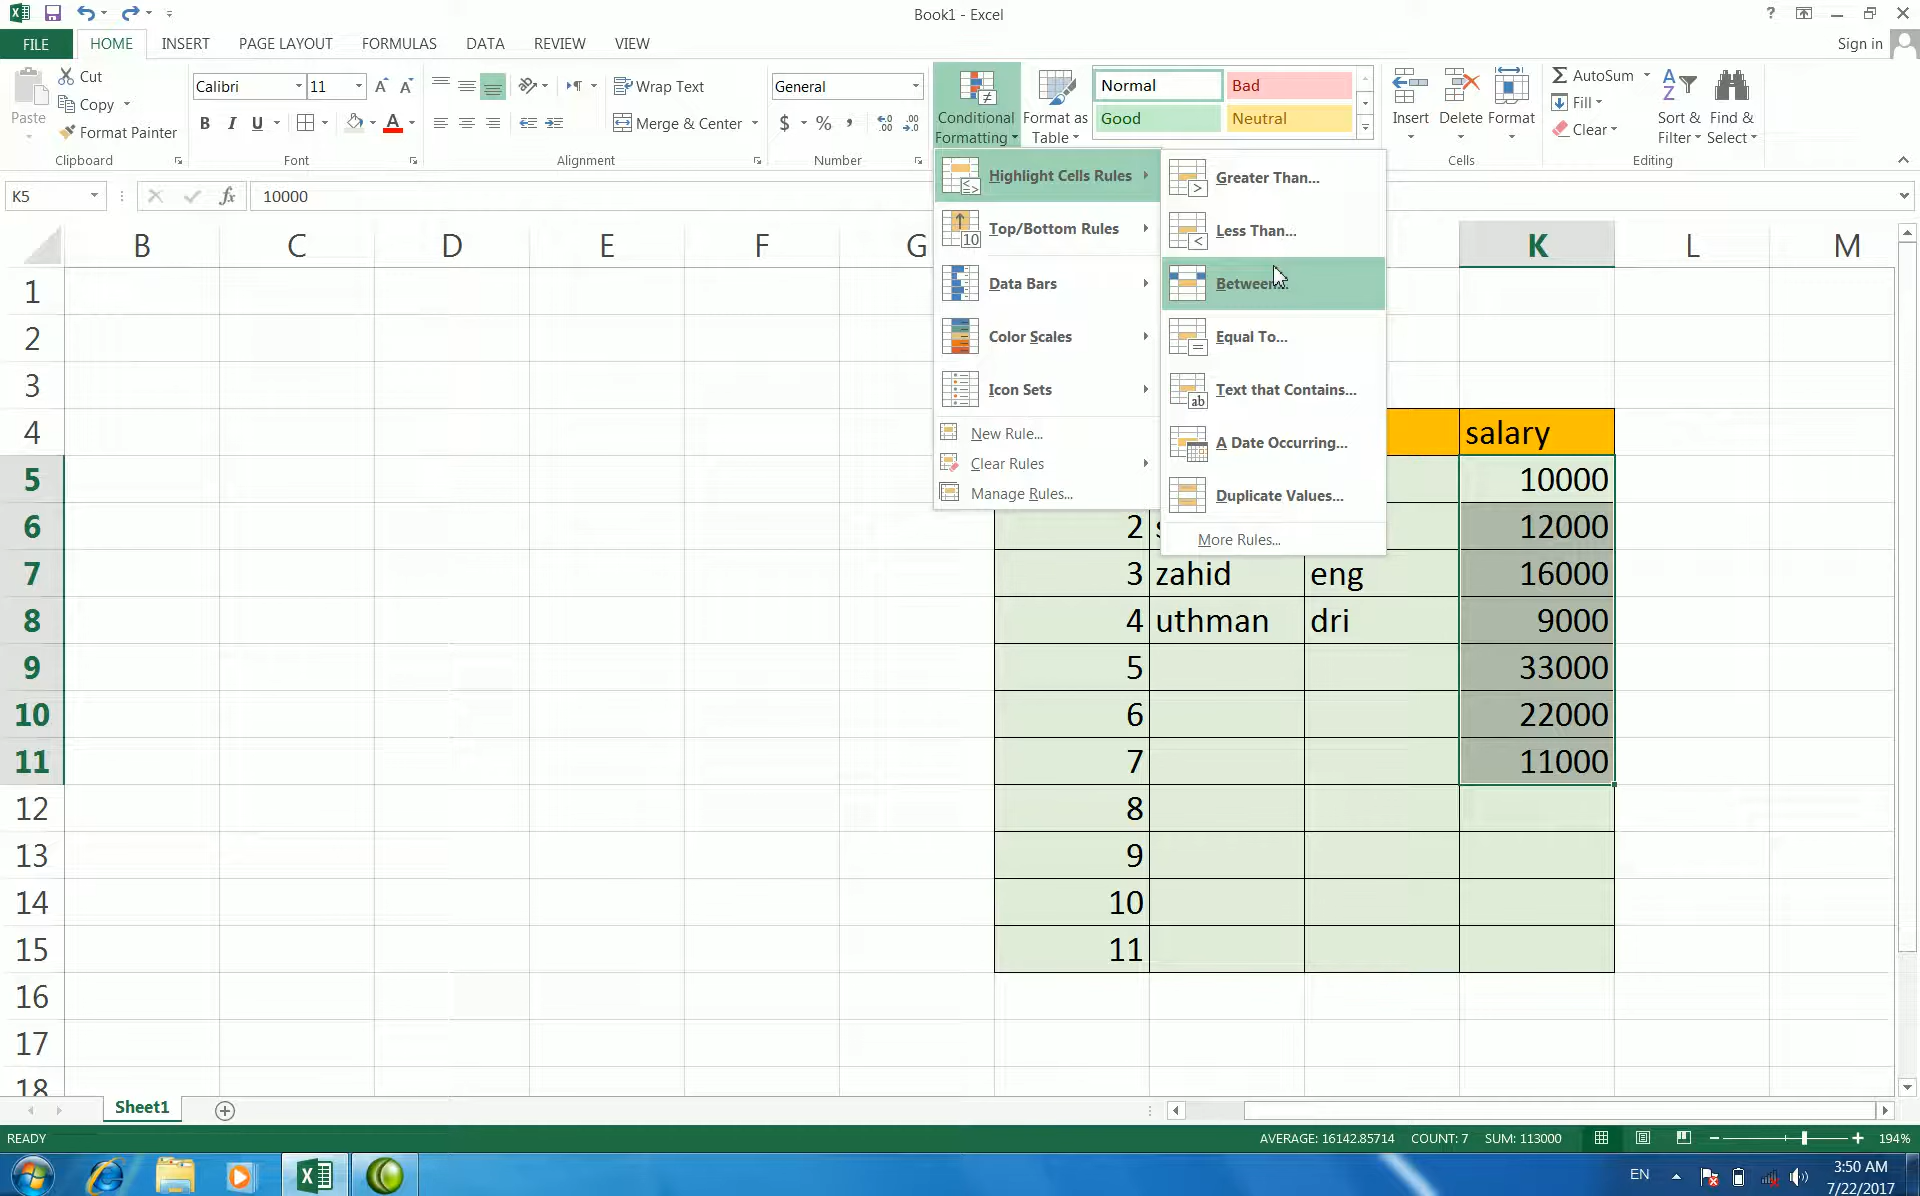 Book1 - Excel
?
FILE HOME INSERT PAGE LAYOUT FORMULAS DATA REVIEW VIEW Sign in
Paste
Cut
Copy
Format Painter
Clipboard
Calibri 11
B I U
Font
Wrap Text
Merge & Center
Alignment
General
$ % ,
Number
Conditional
Formatting
Format as
Table
Normal Bad
Good Neutral
Insert Delete Format
Cells
AutoSum
Fill
Clear
Sort &
Filter
Find &
Select
Editing
K5 fx 10000
Highlight Cells Rules
Top/Bottom Rules
Data Bars
Color Scales
Icon Sets
New Rule...
Clear Rules
Manage Rules...
Greater Than...
Less Than...
Between...
Equal To...
Text that Contains...
A Date Occurring...
Duplicate Values...
More Rules...
B C D E F G K L M
1
2
3
4 salary
5 10000
6 2 s 12000
7 3 zahid eng 16000
8 4 uthman dri 9000
9 5 33000
10 6 22000
11 7 11000
12 8
13 9
14 10
15 11
16
17
18
Sheet1
READY AVERAGE: 16142.85714 COUNT: 7 SUM: 113000 194%
EN 3:50 AM
7/22/2017